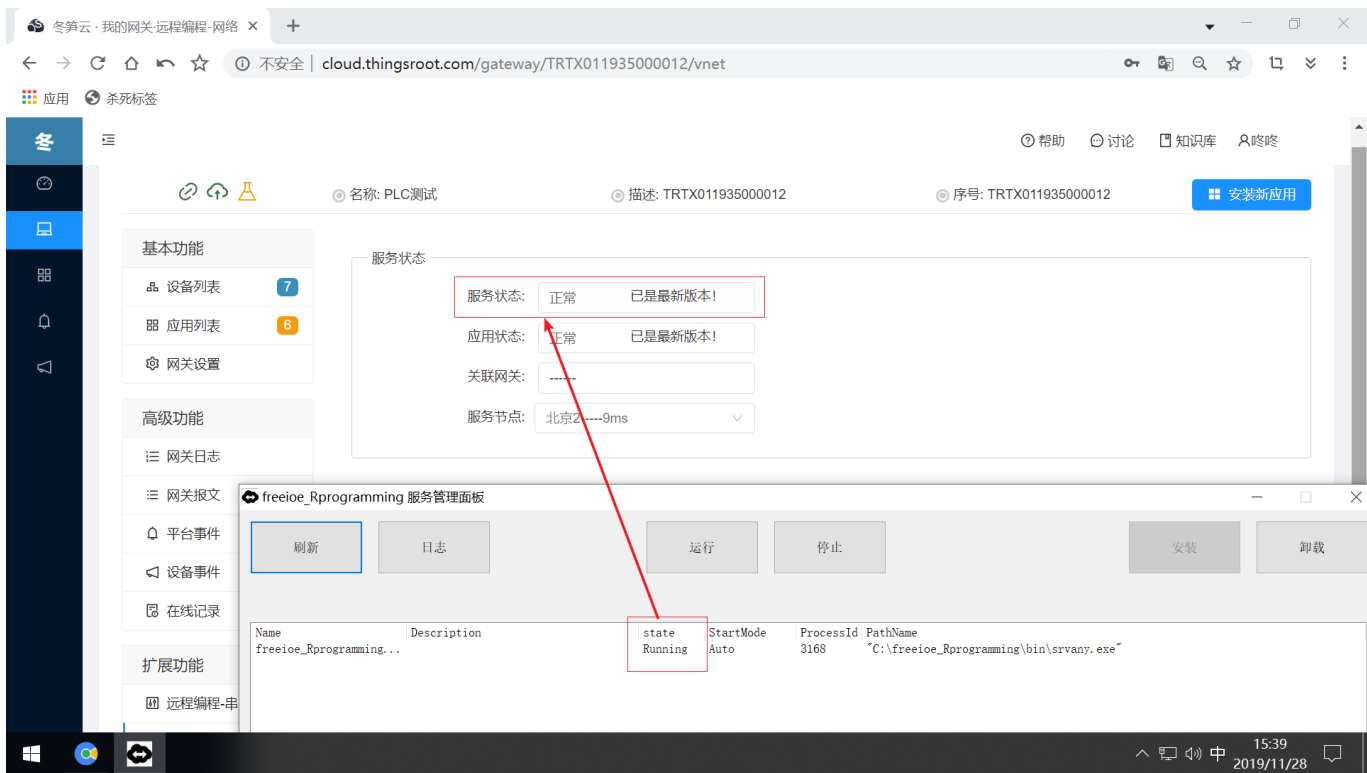 冬笋云·我的网关·远程编程-网络
不安全 | cloud.thingsroot.com/gateway/TRTX011935000012/vnet
应用 杀死标签
冬
帮助 讨论 知识库 咚咚
名称: PLC测试 描述: TRTX011935000012 序号: TRTX011935000012 安装新应用
基本功能
设备列表 7
应用列表 6
网关设置
高级功能
网关日志
网关报文
平台事件
设备事件
在线记录
扩展功能
远程编程-串
服务状态
服务状态: 正常 已是最新版本!
应用状态: 正常 已是最新版本!
关联网关: ------
服务节点: 北京2----9ms
freeioe_Rprogramming 服务管理面板
刷新 日志 运行 停止 安装 卸载
Name Description state StartMode ProcessId PathName
freeioe_Rprogramming... Running Auto 3168 "C:\freeioe_Rprogramming\bin\srvany.exe"
中 15:39
2019/11/28